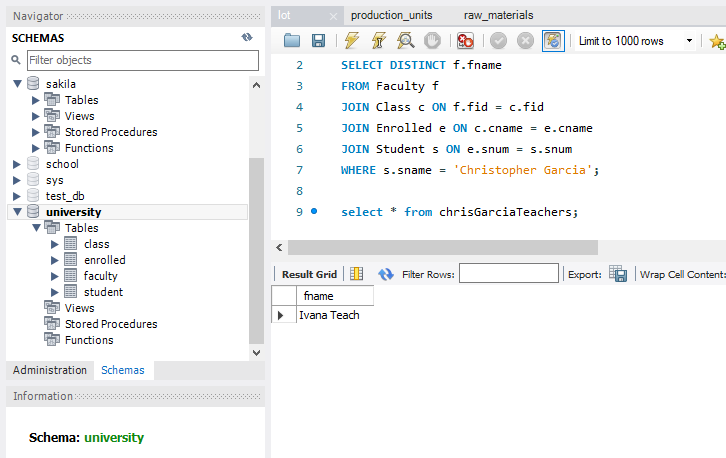 Navigator
SCHEMAS
Filter objects
sakila
Tables
Views
Stored Procedures
Functions
school
sys
test_db
university
Tables
class
enrolled
faculty
student
Views
Stored Procedures
Functions
Administration Schemas
Information
Schema: university
lot production_units raw_materials
Limit to 1000 rows
2 SELECT DISTINCT f.fname
3 FROM Faculty f
4 JOIN Class c ON f.fid = c.fid
5 JOIN Enrolled e ON c.cname = e.cname
6 JOIN Student s ON e.snum = s.snum
7 WHERE s.sname = 'Christopher Garcia';
8
9 select * from chrisGarciaTeachers;
Result Grid Filter Rows: Export: Wrap Cell Content:
fname
Ivana Teach